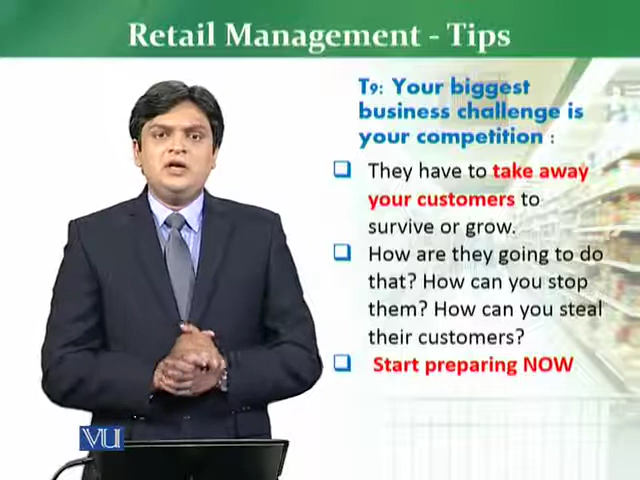 Retail Management - Tips
T9: Your biggest
business challenge is
your competition :
They have to take away
your customers to
survive or grow.
How are they going to do
that? How can you stop
them? How can you steal
their customers?
Start preparing NOW
VU